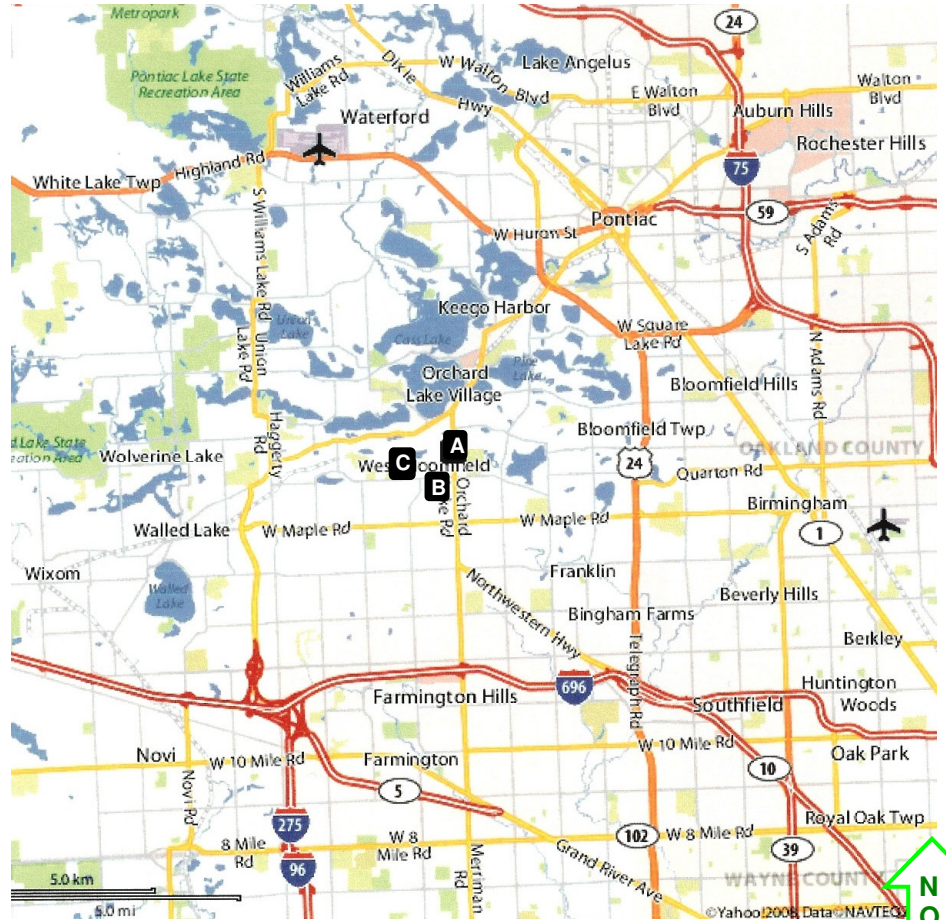 Metropark
24
Pontiac Lake State
Recreation Area
Williams
Lake Rd
Dixie
Hwy
W Walton Blvd
Lake Angelus
E Walton
Blvd
Walton
Blvd
Waterford
Auburn Hills
Rochester Hills
White Lake Twp
Highland Rd
75
59
S Williams Lake Rd
W Huron St
Pontiac
S Adams
Rd
Keego Harbor
Union
Lake
Union
Lake Rd
Cass Lake
W Square
Lake Rd
N Adams Rd
Pine
Lake
Orchard
Lake Village
Bloomfield Hills
Haggerty
Rd
Bloomfield Twp
OAKLAND COUNTY
d Lake State
eation Area
Wolverine Lake
A
C
B
24
Quarton Rd
Orchard
Birmingham
Walled Lake
W Maple Rd
W Maple Rd
1
Wixom
Walled
Lake
Franklin
Northwestern Hwy
Beverly Hills
Bingham Farms
Telegraph Rd
Berkley
696
Farmington Hills
Southfield
Huntington
Woods
Novi
W 10 Mile Rd
Farmington
W 10 Mile Rd
Oak Park
Novi Rd
5
10
275
8 Mile
Rd
W 8
Mile Rd
102
W 8 Mile Rd
Royal Oak Twp
96
Merriman
Rd
Grand River Ave
39
WAYNE COUNTY
5.0 km
5.0 mi
N
O
©Yahoo! 2008, Data ©NAVTEQ